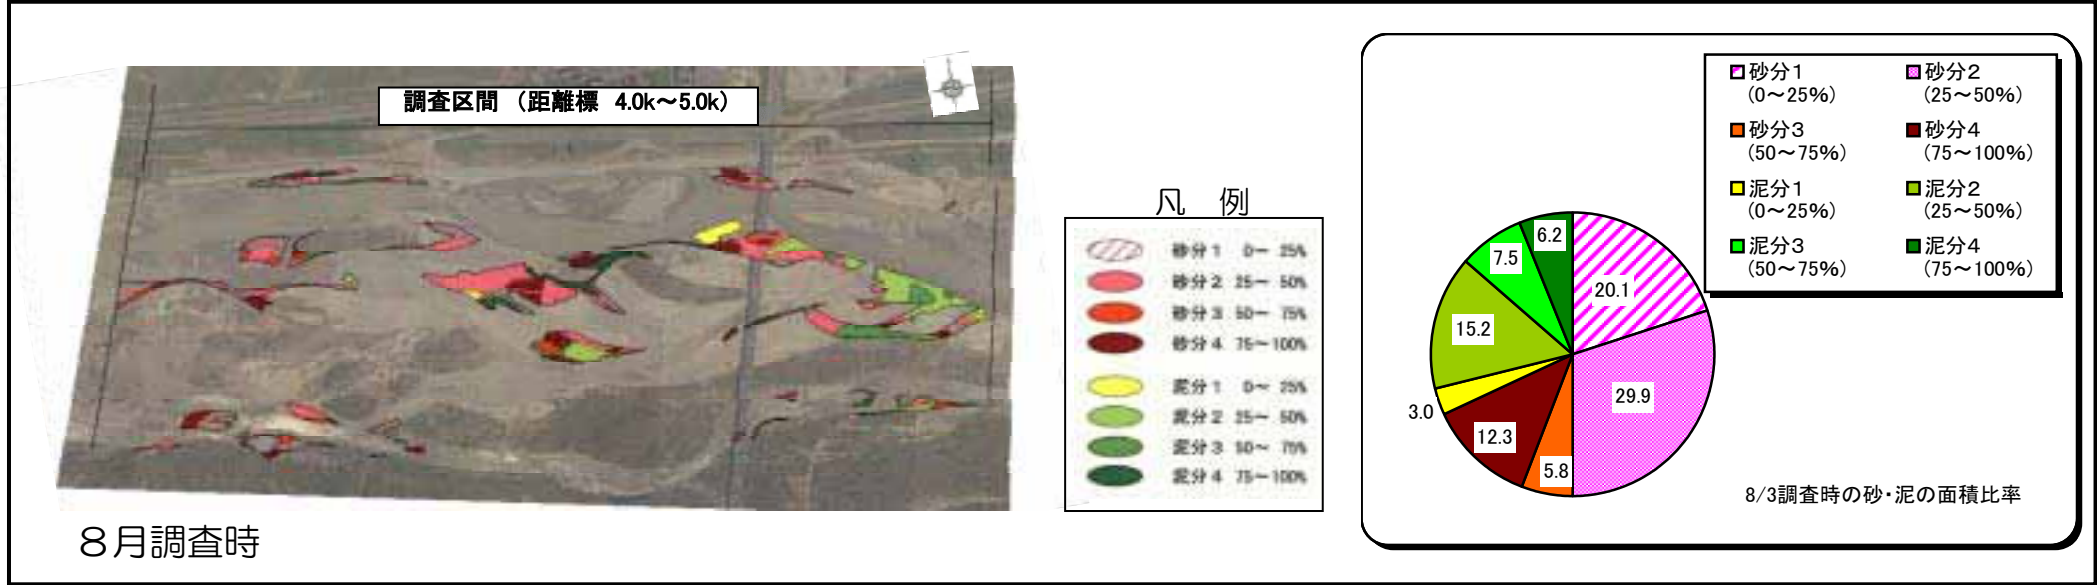 調査区間 （距離標 4.0k～5.0k）
8月調査時
凡 例
砂分1 0～ 25%
砂分2 25～ 50%
砂分3 50～ 75%
砂分4 75～100%
泥分1 0～ 25%
泥分2 25～ 50%
泥分3 50～ 75%
泥分4 75～100%
砂分1 砂分2
(0～25%) (25～50%)
砂分3 砂分4
(50～75%) (75～100%)
泥分1 泥分2
(0～25%) (25～50%)
泥分3 泥分4
(50～75%) (75～100%)
6.2
7.5
20.1
15.2
29.9
3.0
12.3
5.8
8/3調査時の砂・泥の面積比率